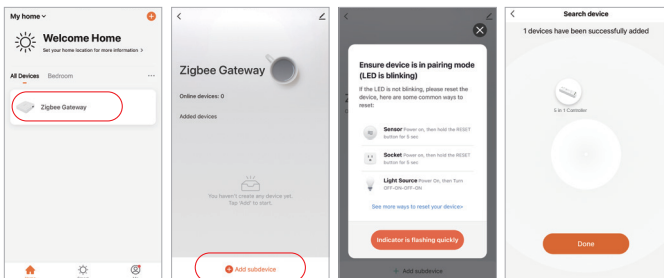 My home
Welcome Home
Set your home location for more information >
All Devices Bedroom ...
Zigbee Gateway
Zigbee Gateway
Online devices: 0
Added devices
You haven't create any device yet.
Tap 'Add' to start.
Add subdevice
Ensure device is in pairing mode
(LED is blinking)
If the LED is not blinking, please reset the
device, here are some common ways to
reset:
Sensor Power on, then hold the RESET
button for 5 sec
Socket Power on, then hold the RESET
button for 5 sec
Light Source Power On, then Turn
OFF-ON-OFF-ON
See more ways to reset your device>
Indicator is flashing quickly
+ Add subdevice
Search device
1 devices have been successfully added
5 in 1 Controller
Done